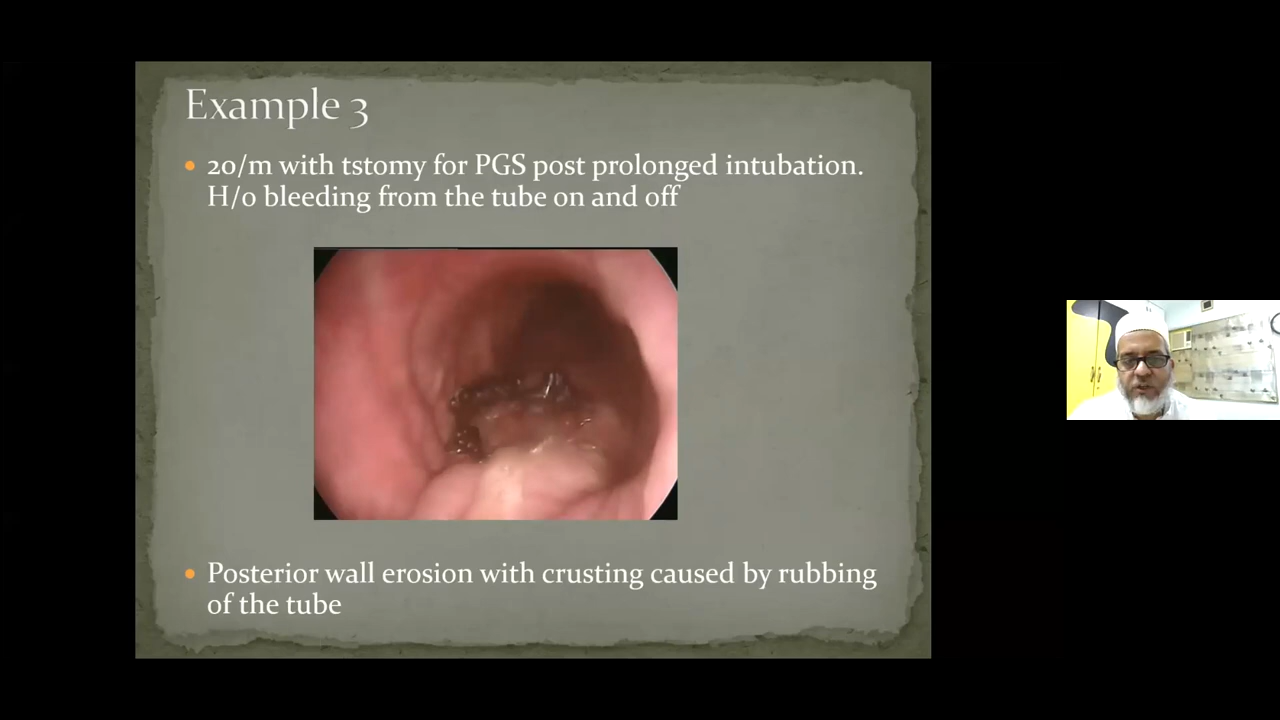 Example 3
20/m with tstomy for PGS post prolonged intubation.
H/o bleeding from the tube on and off
Posterior wall erosion with crusting caused by rubbing
of the tube